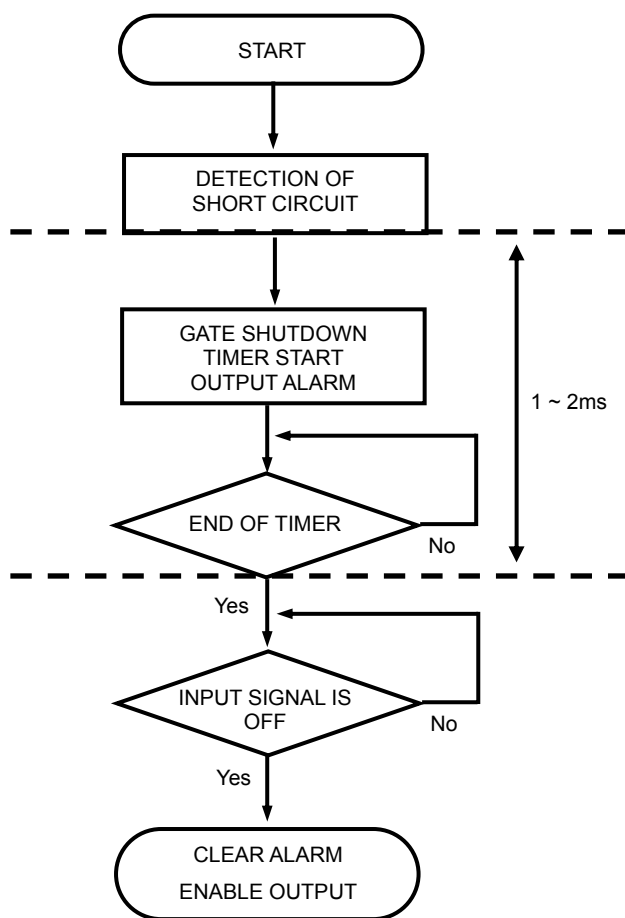 START
DETECTION OF
SHORT CIRCUIT
GATE SHUTDOWN
TIMER START
OUTPUT ALARM
1 ~ 2ms
END OF TIMER
No
Yes
INPUT SIGNAL IS
OFF
No
Yes
CLEAR ALARM
ENABLE OUTPUT